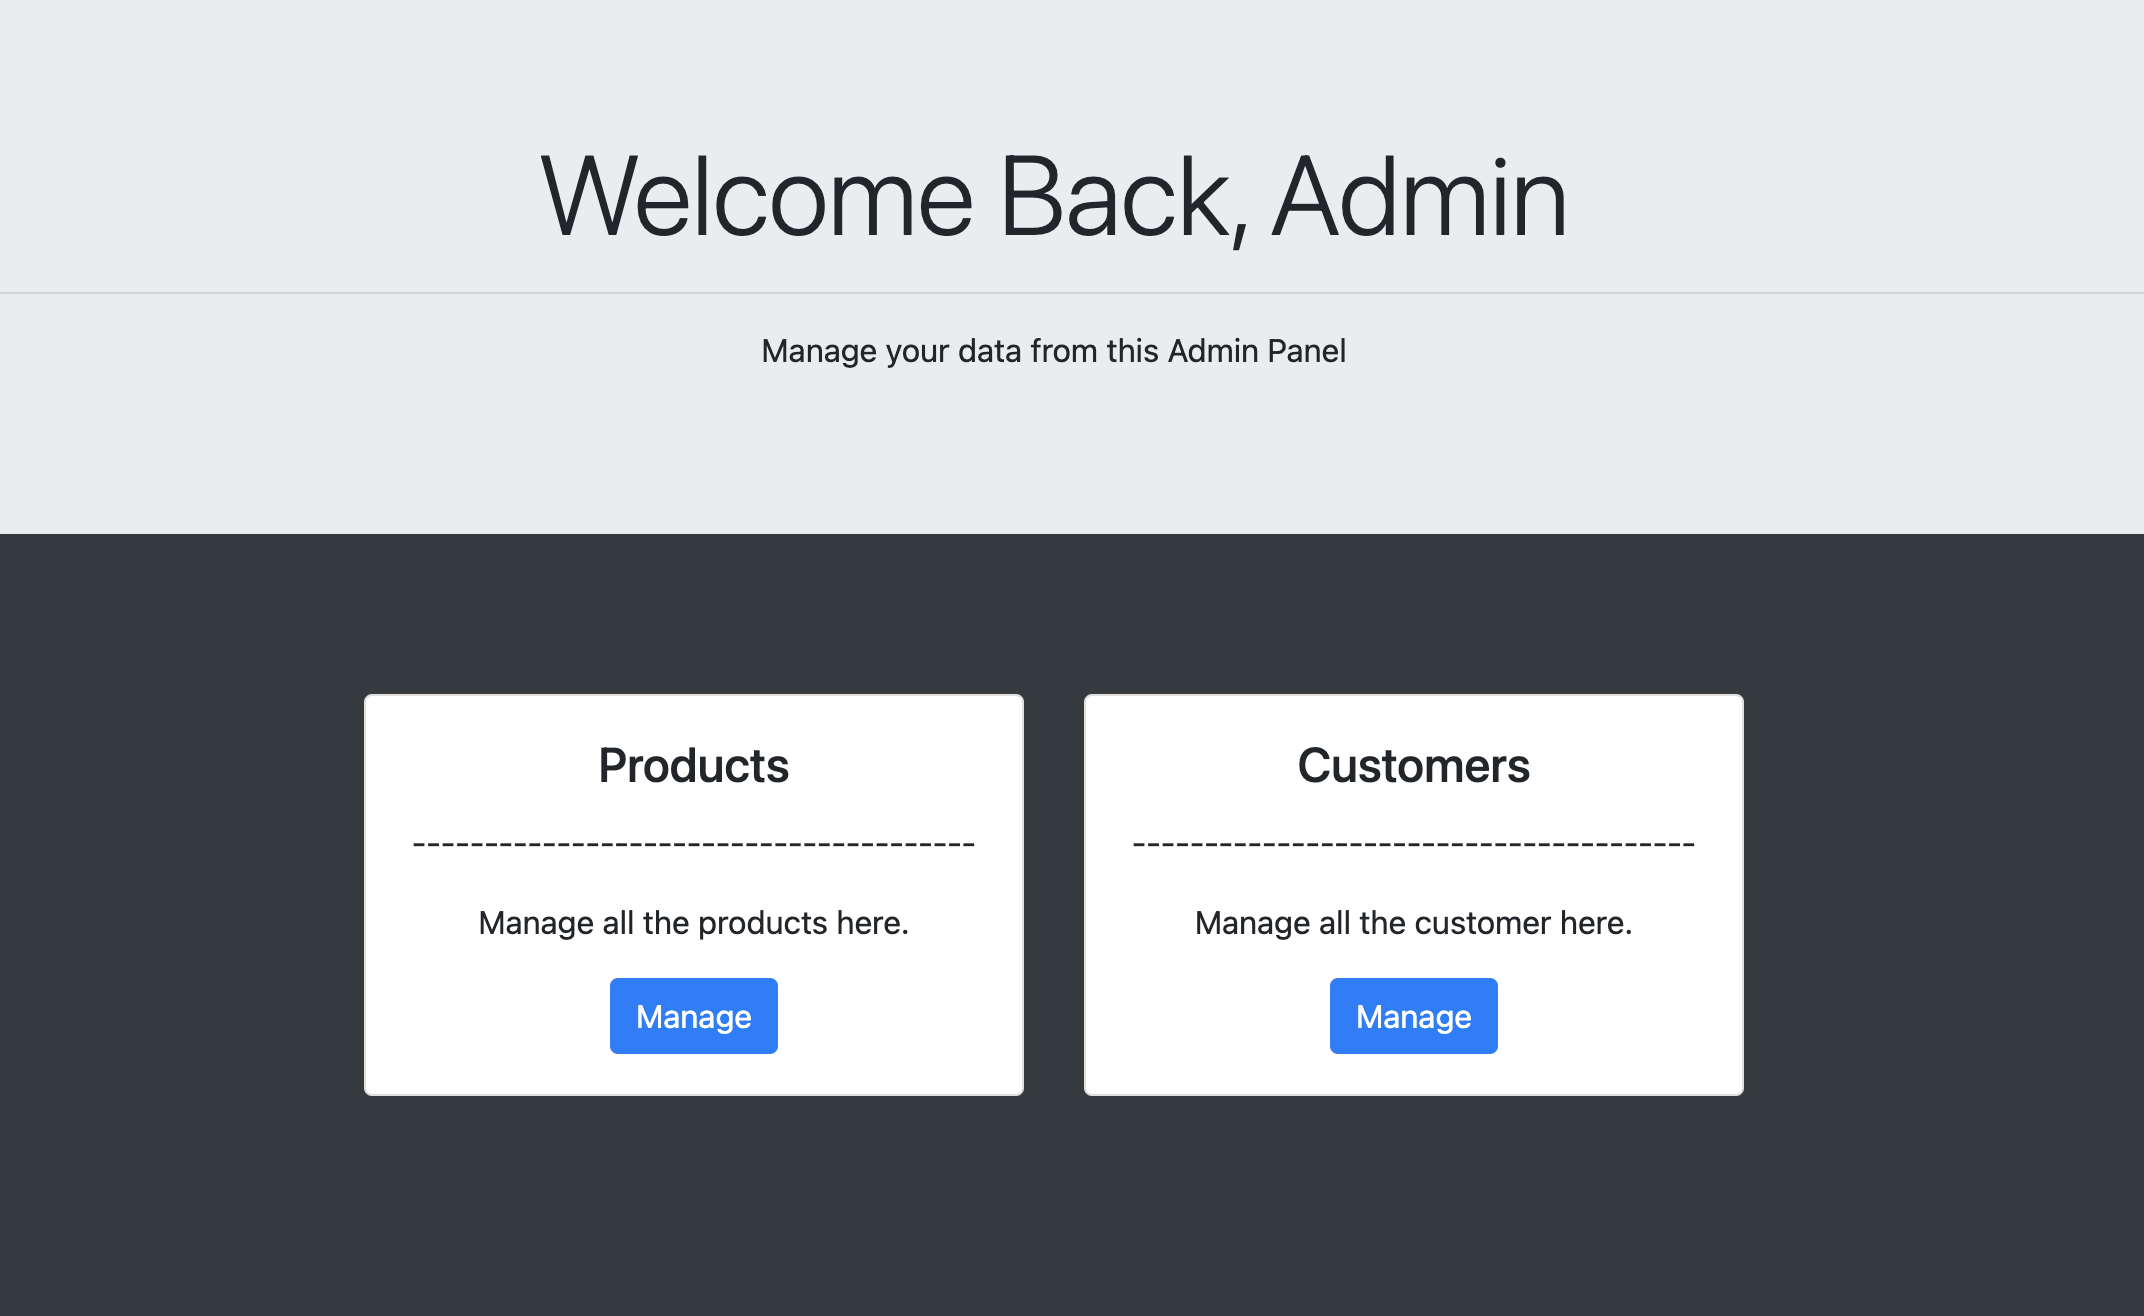 Welcome Back, Admin
Manage your data from this Admin Panel
Products
---------------------------------------
Manage all the products here.
Manage
Customers
---------------------------------------
Manage all the customer here.
Manage